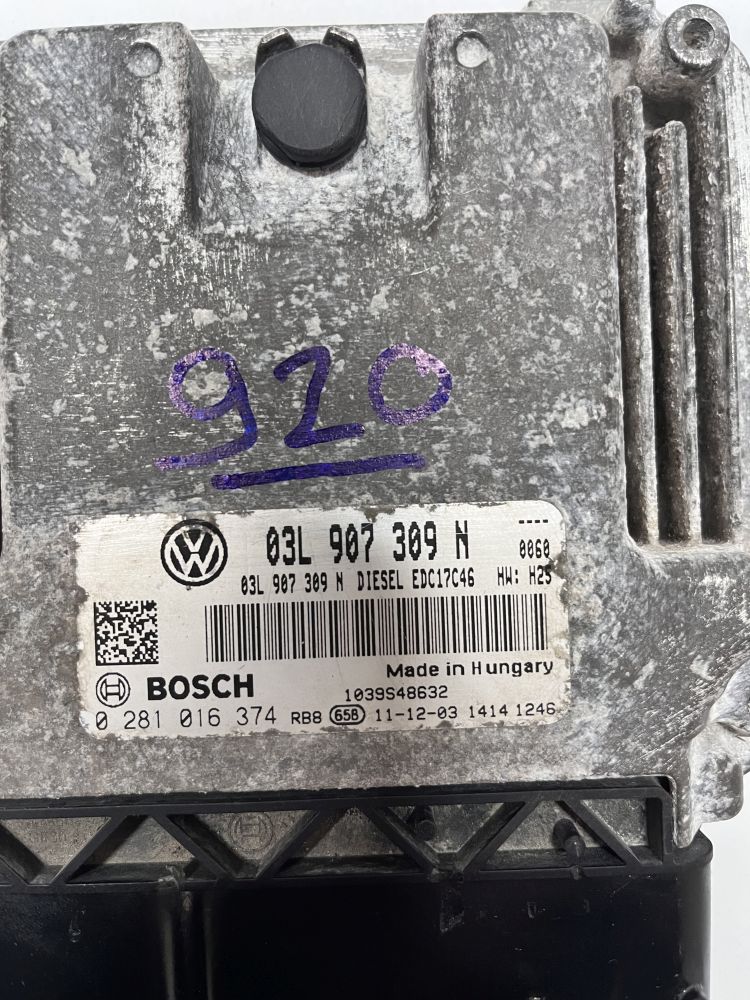 920
03L 907 309 N ----
0060
03L 907 309 N DIESEL EDC17C46 HW: H25
Made in Hungary
BOSCH 1039S48632
0 281 016 374 RB8 658 11-12-03 1414 1246